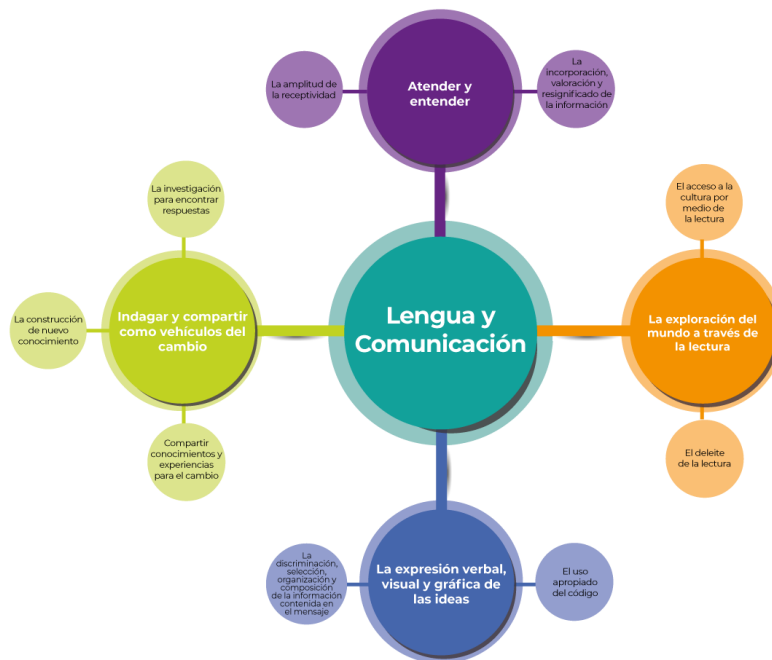 La amplitud de
la receptividad
Atender y
entender
La
incorporación,
valoración y
resignificado de
la información
La investigación
para encontrar
respuestas
La construcción
de nuevo
conocimiento
Indagar y compartir
como vehículos del
cambio
Compartir
conocimientos y
experiencias
para el cambio
Lengua y
Comunicación
El acceso a la
cultura por
medio de
la lectura
La exploración del
mundo a través de
la lectura
El deleite
de la lectura
La
discriminación,
selección,
organización y
composición
de la información
contenida en
el mensaje
La expresión verbal,
visual y gráfica de
las ideas
El uso
apropiado
del código